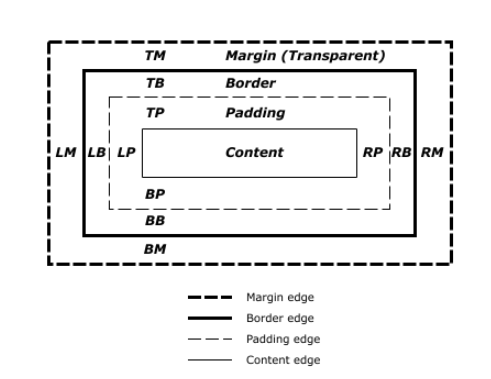 TM Margin (Transparent)
TB Border
TP Padding
LM LB LP Content RP RB RM
BP
BB
BM
Margin edge
Border edge
Padding edge
Content edge